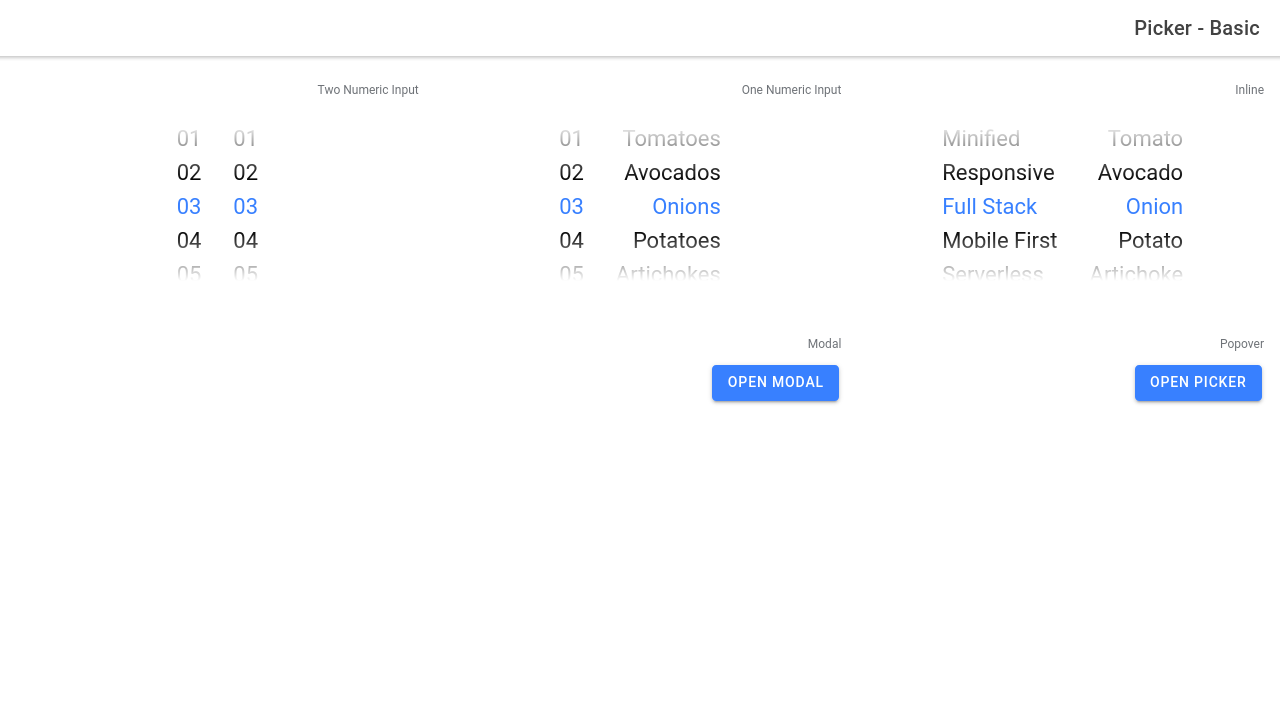 Picker - Basic
Two Numeric Input
01 01
02 02
03 03
04 04
05 05
One Numeric Input
01 Tomatoes
02 Avocados
03 Onions
04 Potatoes
05 Artichokes
Inline
Minified Tomato
Responsive Avocado
Full Stack Onion
Mobile First Potato
Serverless Artichoke
Modal
OPEN MODAL
Popover
OPEN PICKER